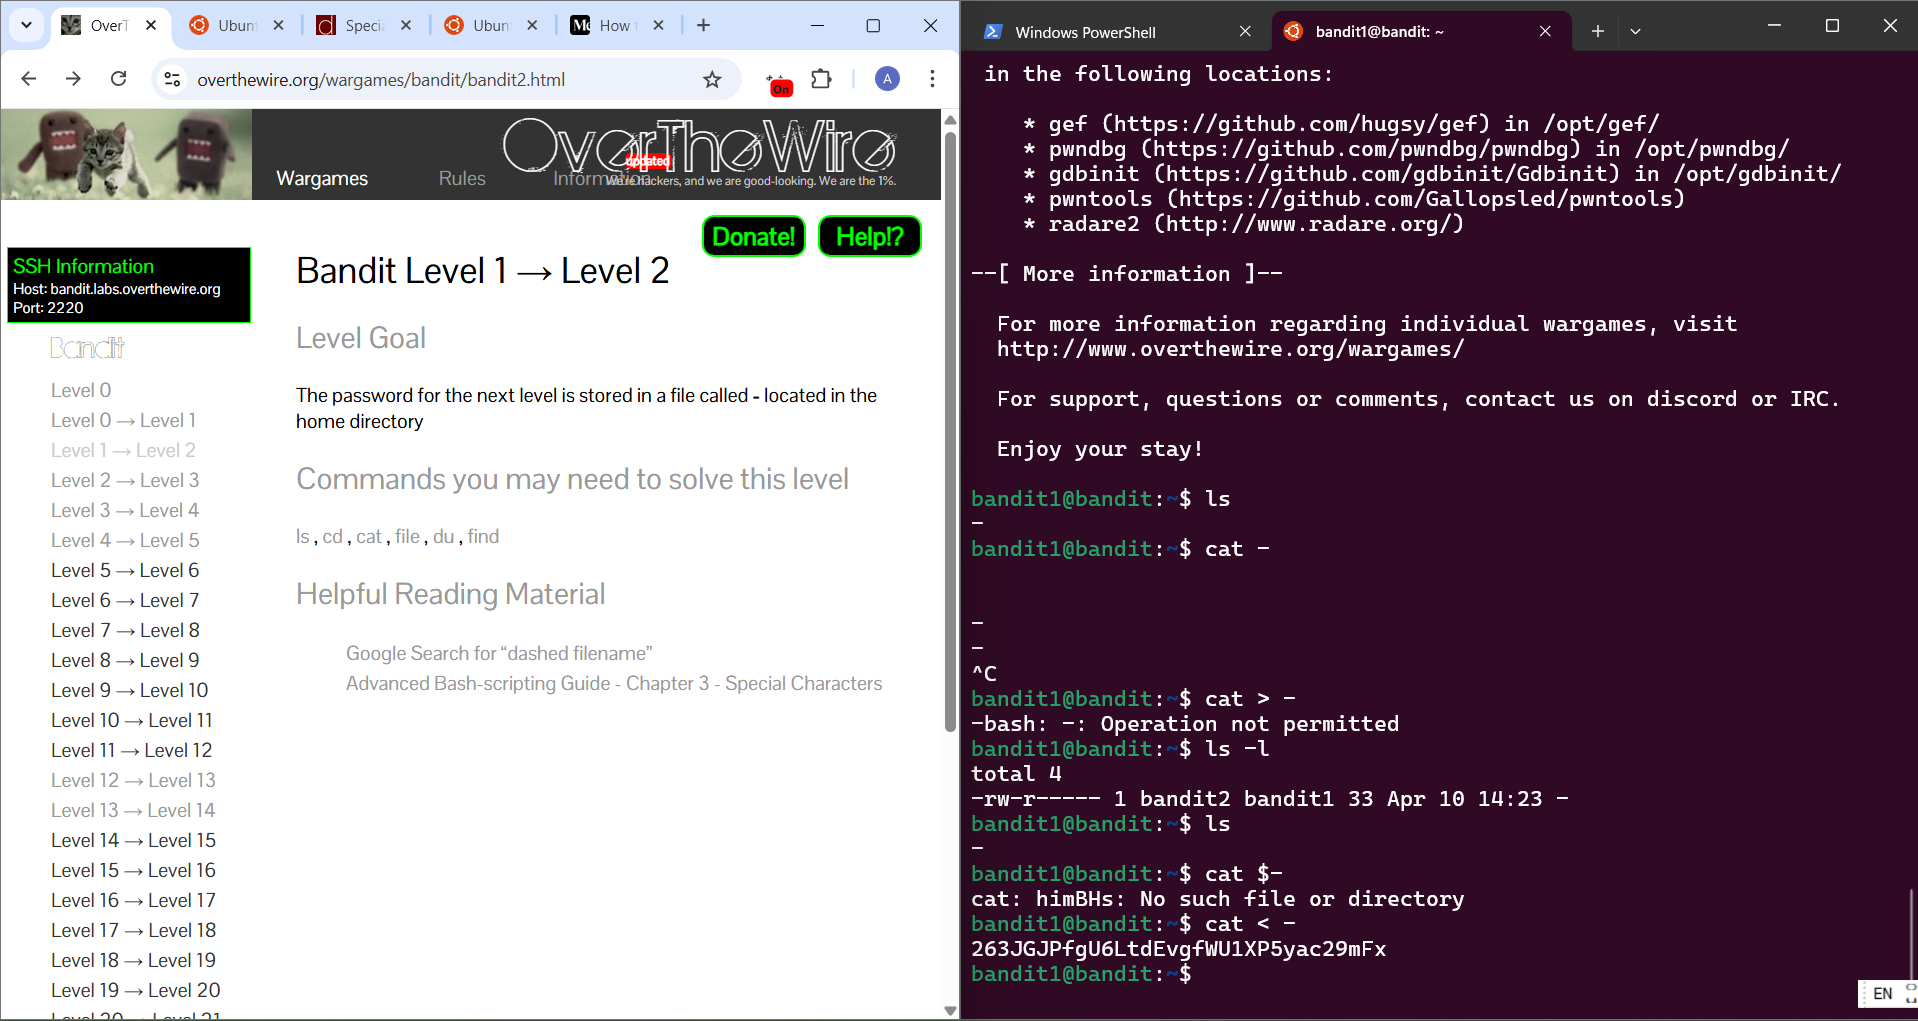 OverT
Ubunt
Specia
Ubunt
How t
overthewire.org/wargames/bandit/bandit2.html
On
A
OverTheWire
updated
Wargames
Rules
Information
We're hackers, and we are good-looking. We are the 1%.
Donate!
Help!?
SSH Information
Host: bandit.labs.overthewire.org
Port: 2220
Bandit
Level 0
Level 0 → Level 1
Level 1 → Level 2
Level 2 → Level 3
Level 3 → Level 4
Level 4 → Level 5
Level 5 → Level 6
Level 6 → Level 7
Level 7 → Level 8
Level 8 → Level 9
Level 9 → Level 10
Level 10 → Level 11
Level 11 → Level 12
Level 12 → Level 13
Level 13 → Level 14
Level 14 → Level 15
Level 15 → Level 16
Level 16 → Level 17
Level 17 → Level 18
Level 18 → Level 19
Level 19 → Level 20
Level 20 → Level 21
Bandit Level 1 → Level 2
Level Goal
The password for the next level is stored in a file called - located in the
home directory
Commands you may need to solve this level
ls , cd , cat , file , du , find
Helpful Reading Material
Google Search for “dashed filename”
Advanced Bash-scripting Guide - Chapter 3 - Special Characters
Windows PowerShell
bandit1@bandit: ~
in the following locations:
* gef (https://github.com/hugsy/gef) in /opt/gef/
* pwndbg (https://github.com/pwndbg/pwndbg) in /opt/pwndbg/
* gdbinit (https://github.com/gdbinit/Gdbinit) in /opt/gdbinit/
* pwntools (https://github.com/Gallopsled/pwntools)
* radare2 (http://www.radare.org/)
--[ More information ]--
For more information regarding individual wargames, visit
http://www.overthewire.org/wargames/
For support, questions or comments, contact us on discord or IRC.
Enjoy your stay!
bandit1@bandit:~$ ls
-
bandit1@bandit:~$ cat -
-
-
^C
bandit1@bandit:~$ cat > -
-bash: -: Operation not permitted
bandit1@bandit:~$ ls -l
total 4
-rw-r----- 1 bandit2 bandit1 33 Apr 10 14:23 -
bandit1@bandit:~$ ls
-
bandit1@bandit:~$ cat $-
cat: himBHs: No such file or directory
bandit1@bandit:~$ cat < -
263JGJPfgU6LtdEvgfWU1XP5yac29mFx
bandit1@bandit:~$
EN